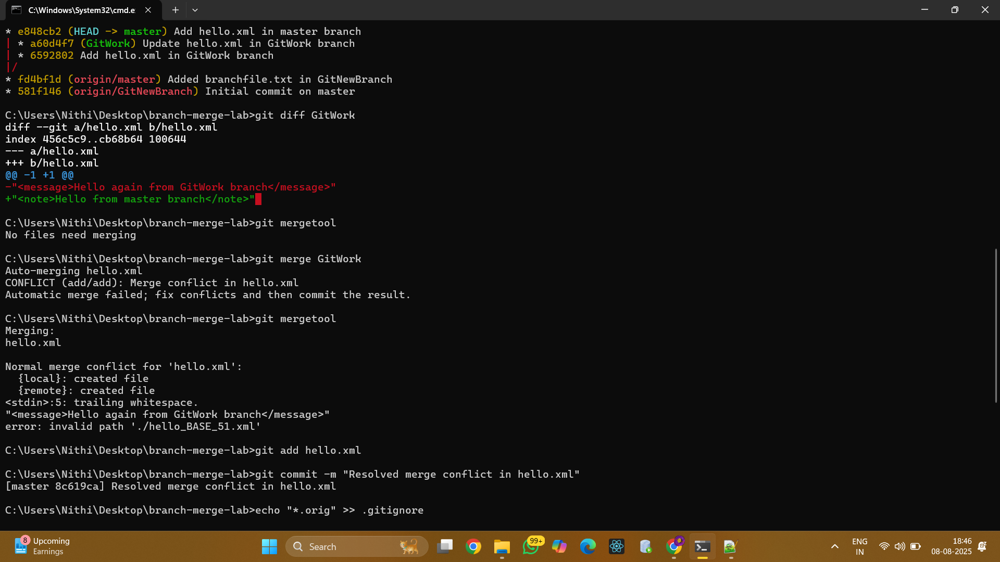 C:\Windows\System32\cmd.e
* e848cb2 (HEAD -> master) Add hello.xml in master branch
| * a60d4f7 (GitWork) Update hello.xml in GitWork branch
| * 6592802 Add hello.xml in GitWork branch
|/
* fd4bf1d (origin/master) Added branchfile.txt in GitNewBranch
* 581f146 (origin/GitNewBranch) Initial commit on master
C:\Users\Nithi\Desktop\branch-merge-lab>git diff GitWork
diff --git a/hello.xml b/hello.xml
index 456c5c9..cb68b64 100644
--- a/hello.xml
+++ b/hello.xml
@@ -1 +1 @@
-"<message>Hello again from GitWork branch</message>"
+"<note>Hello from master branch</note>"
C:\Users\Nithi\Desktop\branch-merge-lab>git mergetool
No files need merging
C:\Users\Nithi\Desktop\branch-merge-lab>git merge GitWork
Auto-merging hello.xml
CONFLICT (add/add): Merge conflict in hello.xml
Automatic merge failed; fix conflicts and then commit the result.
C:\Users\Nithi\Desktop\branch-merge-lab>git mergetool
Merging:
hello.xml
Normal merge conflict for 'hello.xml':
  {local}: created file
  {remote}: created file
<stdin>:5: trailing whitespace.
"<message>Hello again from GitWork branch</message>"
error: invalid path './hello_BASE_51.xml'
C:\Users\Nithi\Desktop\branch-merge-lab>git add hello.xml
C:\Users\Nithi\Desktop\branch-merge-lab>git commit -m "Resolved merge conflict in hello.xml"
[master 8c619ca] Resolved merge conflict in hello.xml
C:\Users\Nithi\Desktop\branch-merge-lab>echo "*.orig" >> .gitignore
8
Upcoming
Earnings
Search
99+
ENG
IN
18:46
08-08-2025